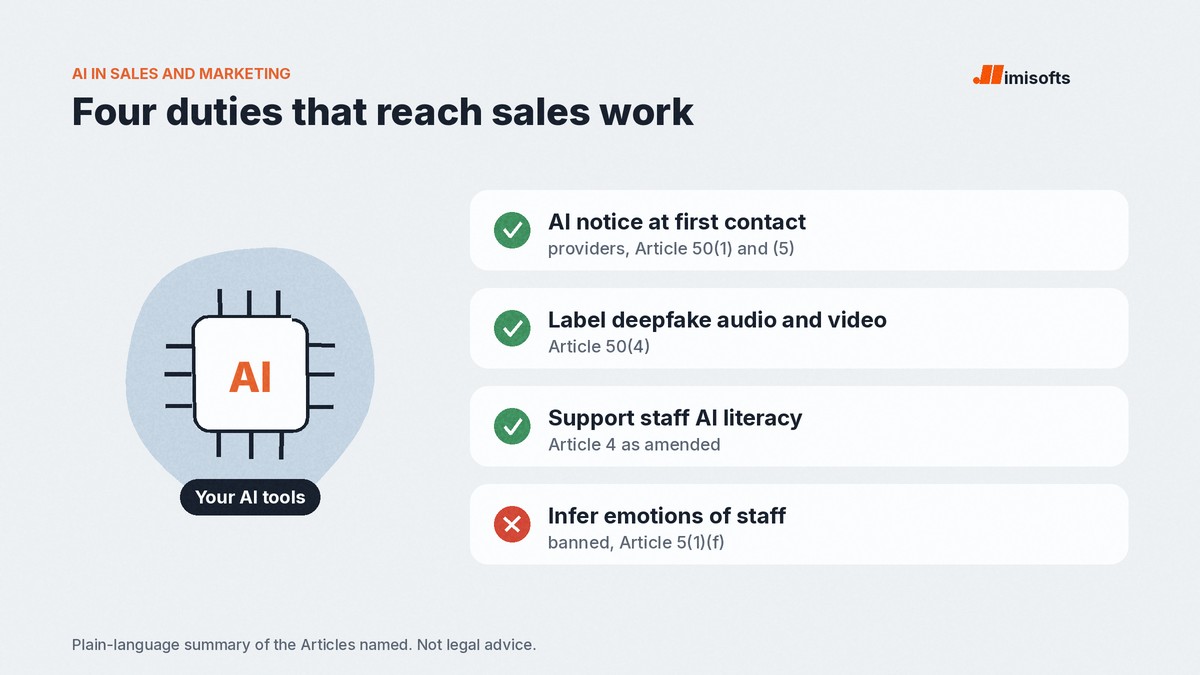 AI IN SALES AND MARKETING
imisofts
Four duties that reach sales work
AI notice at first contact
providers, Article 50(1) and (5)
Label deepfake audio and video
Article 50(4)
Support staff AI literacy
Article 4 as amended
Infer emotions of staff
banned, Article 5(1)(f)
AI
Your AI tools
Plain-language summary of the Articles named. Not legal advice.